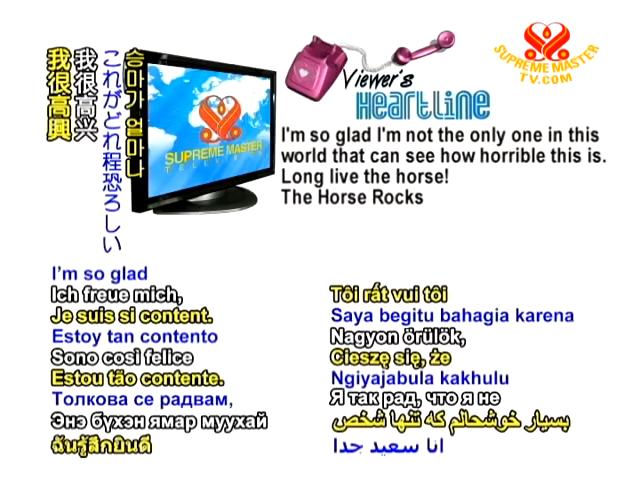 SUPREME MASTER
TV.COM
Viewer's
HEARTLINE
I'm so glad I'm not the only one in this
world that can see how horrible this is.
Long live the horse!
The Horse Rocks
我很高興
我很高兴
これがどれ程恐ろしい
승마가 얼마나
SUPREME MASTER
TELEVISION
I'm so glad
Ich freue mich,
Je suis si content.
Estoy tan contento
Sono così felice
Estou tão contente.
Толкова се радвам,
Энэ бүхэн ямар муухай
ฉันรู้สึกยินดี
Tôi rất vui tôi
Saya begitu bahagia karena
Nagyon örülök,
Cieszę się, że
Ngiyajabula kakhulu
Я так рад, что я не
بسیار خوشحالم که تنها شخص
انا سعيد جدا